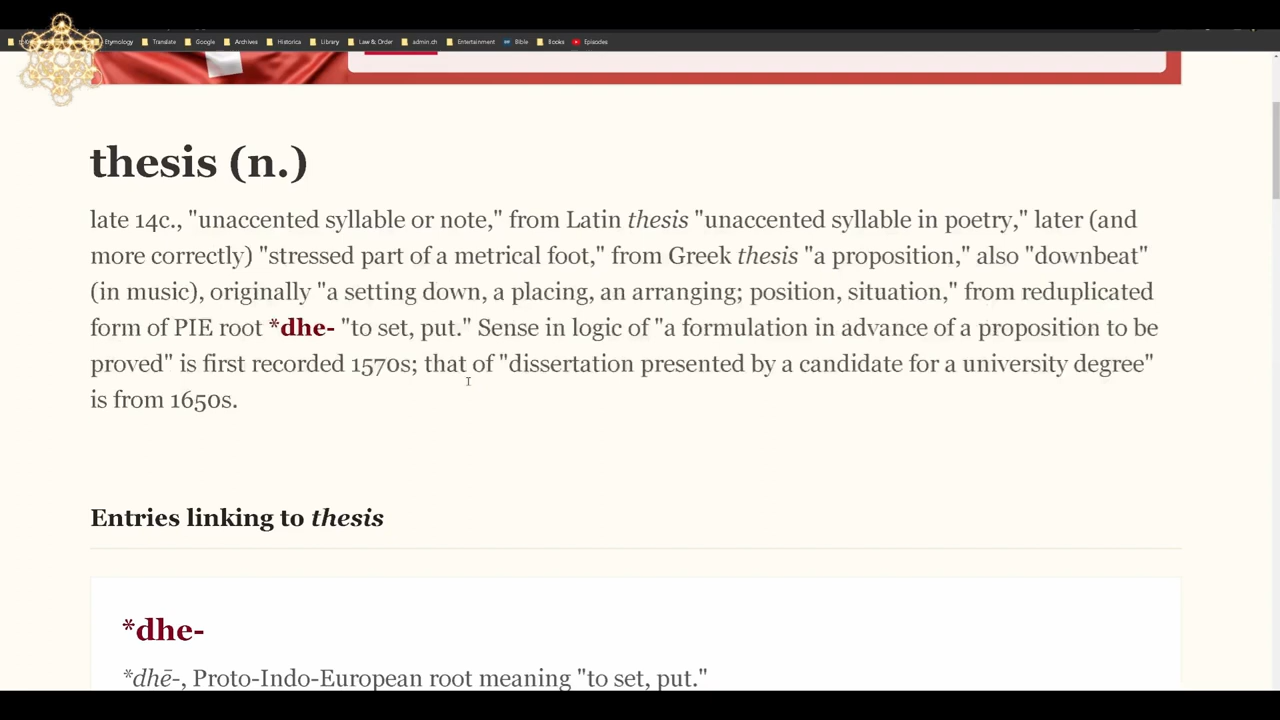 Etymology Translate Google Archives Historica Library Law & Order admin.ch Entertainment Bible Books Episodes
thesis (n.)
late 14c., "unaccented syllable or note," from Latin thesis "unaccented syllable in poetry," later (and
more correctly) "stressed part of a metrical foot," from Greek thesis "a proposition," also "downbeat"
(in music), originally "a setting down, a placing, an arranging; position, situation," from reduplicated
form of PIE root *dhe- "to set, put." Sense in logic of "a formulation in advance of a proposition to be
proved" is first recorded 1570s; that of "dissertation presented by a candidate for a university degree"
is from 1650s.
Entries linking to thesis
*dhe-
*dhē-, Proto-Indo-European root meaning "to set, put."